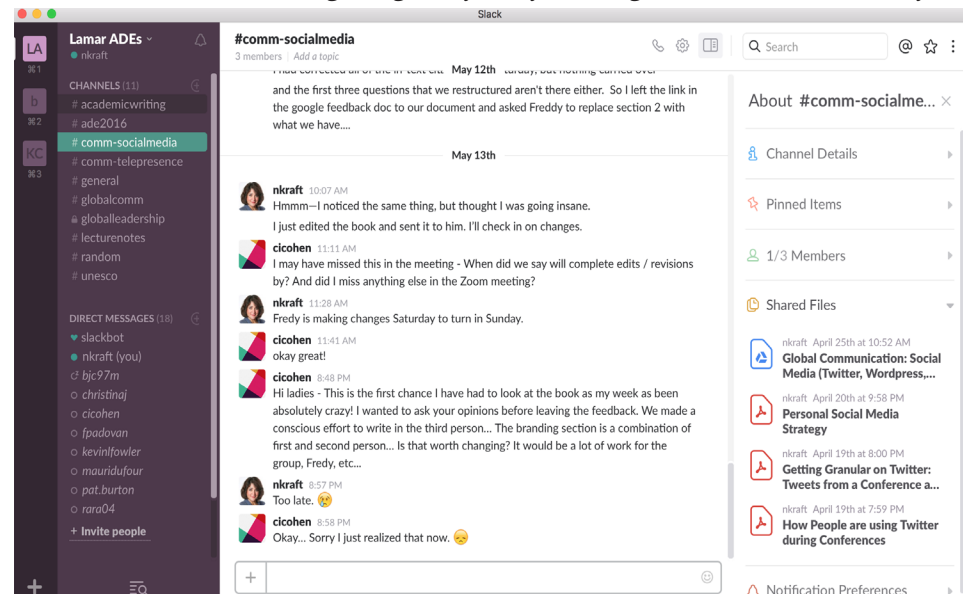 Slack
LA
⌘1
b
⌘2
KC
⌘3
Lamar ADEs
nkraft
CHANNELS (11)
# academicwriting
# ade2016
# comm-socialmedia
# comm-telepresence
# general
# globalcomm
globalleadership
# lecturenotes
# random
# unesco
DIRECT MESSAGES (18)
slackbot
nkraft (you)
bjc97m
christinaj
cicohen
fpadovan
kevinlfowler
mauridufour
pat.burton
rara04
+ Invite people
#comm-socialmedia
3 members | Add a topic
Search
May 12th
and the first three questions that we restructured aren't there either. So I left the link in
the google feedback doc to our document and asked Freddy to replace section 2 with
what we have....
May 13th
nkraft 10:07 AM
Hmmm—I noticed the same thing, but thought I was going insane.
I just edited the book and sent it to him. I'll check in on changes.
cicohen 11:11 AM
I may have missed this in the meeting - When did we say will complete edits / revisions
by? And did I miss anything else in the Zoom meeting?
nkraft 11:28 AM
Fredy is making changes Saturday to turn in Sunday.
cicohen 11:41 AM
okay great!
cicohen 8:48 PM
Hi ladies - This is the first chance I have had to look at the book as my week as been
absolutely crazy! I wanted to ask your opinions before leaving the feedback. We made a
conscious effort to write in the third person... The branding section is a combination of
first and second person... Is that worth changing? It would be a lot of work for the
group, Fredy, etc...
nkraft 8:57 PM
Too late. 😢
cicohen 8:58 PM
Okay... Sorry I just realized that now. 😞
About #comm-socialme...
Channel Details
Pinned Items
1/3 Members
Shared Files
nkraft April 25th at 10:52 AM
Global Communication: Social
Media (Twitter, Wordpress,...
nkraft April 20th at 9:58 PM
Personal Social Media
Strategy
nkraft April 19th at 8:00 PM
Getting Granular on Twitter:
Tweets from a Conference a...
nkraft April 19th at 7:59 PM
How People are using Twitter
during Conferences
Notification Preferences